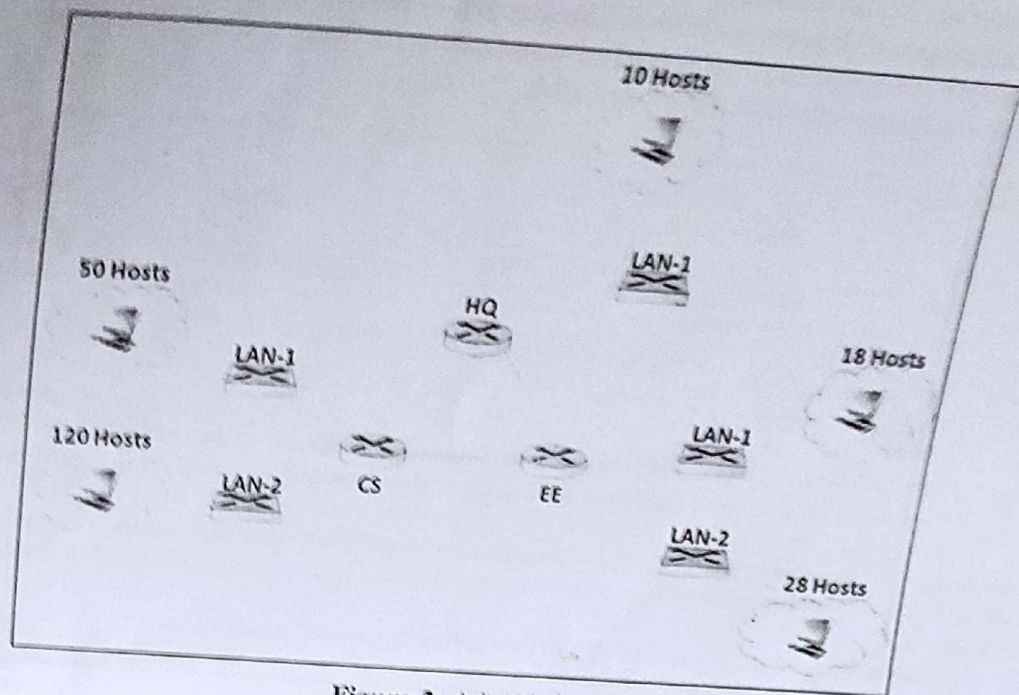 10 Hosts
LAN-1
50 Hosts
HQ
LAN-1
18 Hosts
120 Hosts
LAN-1
LAN-2
CS
EE
LAN-2
28 Hosts